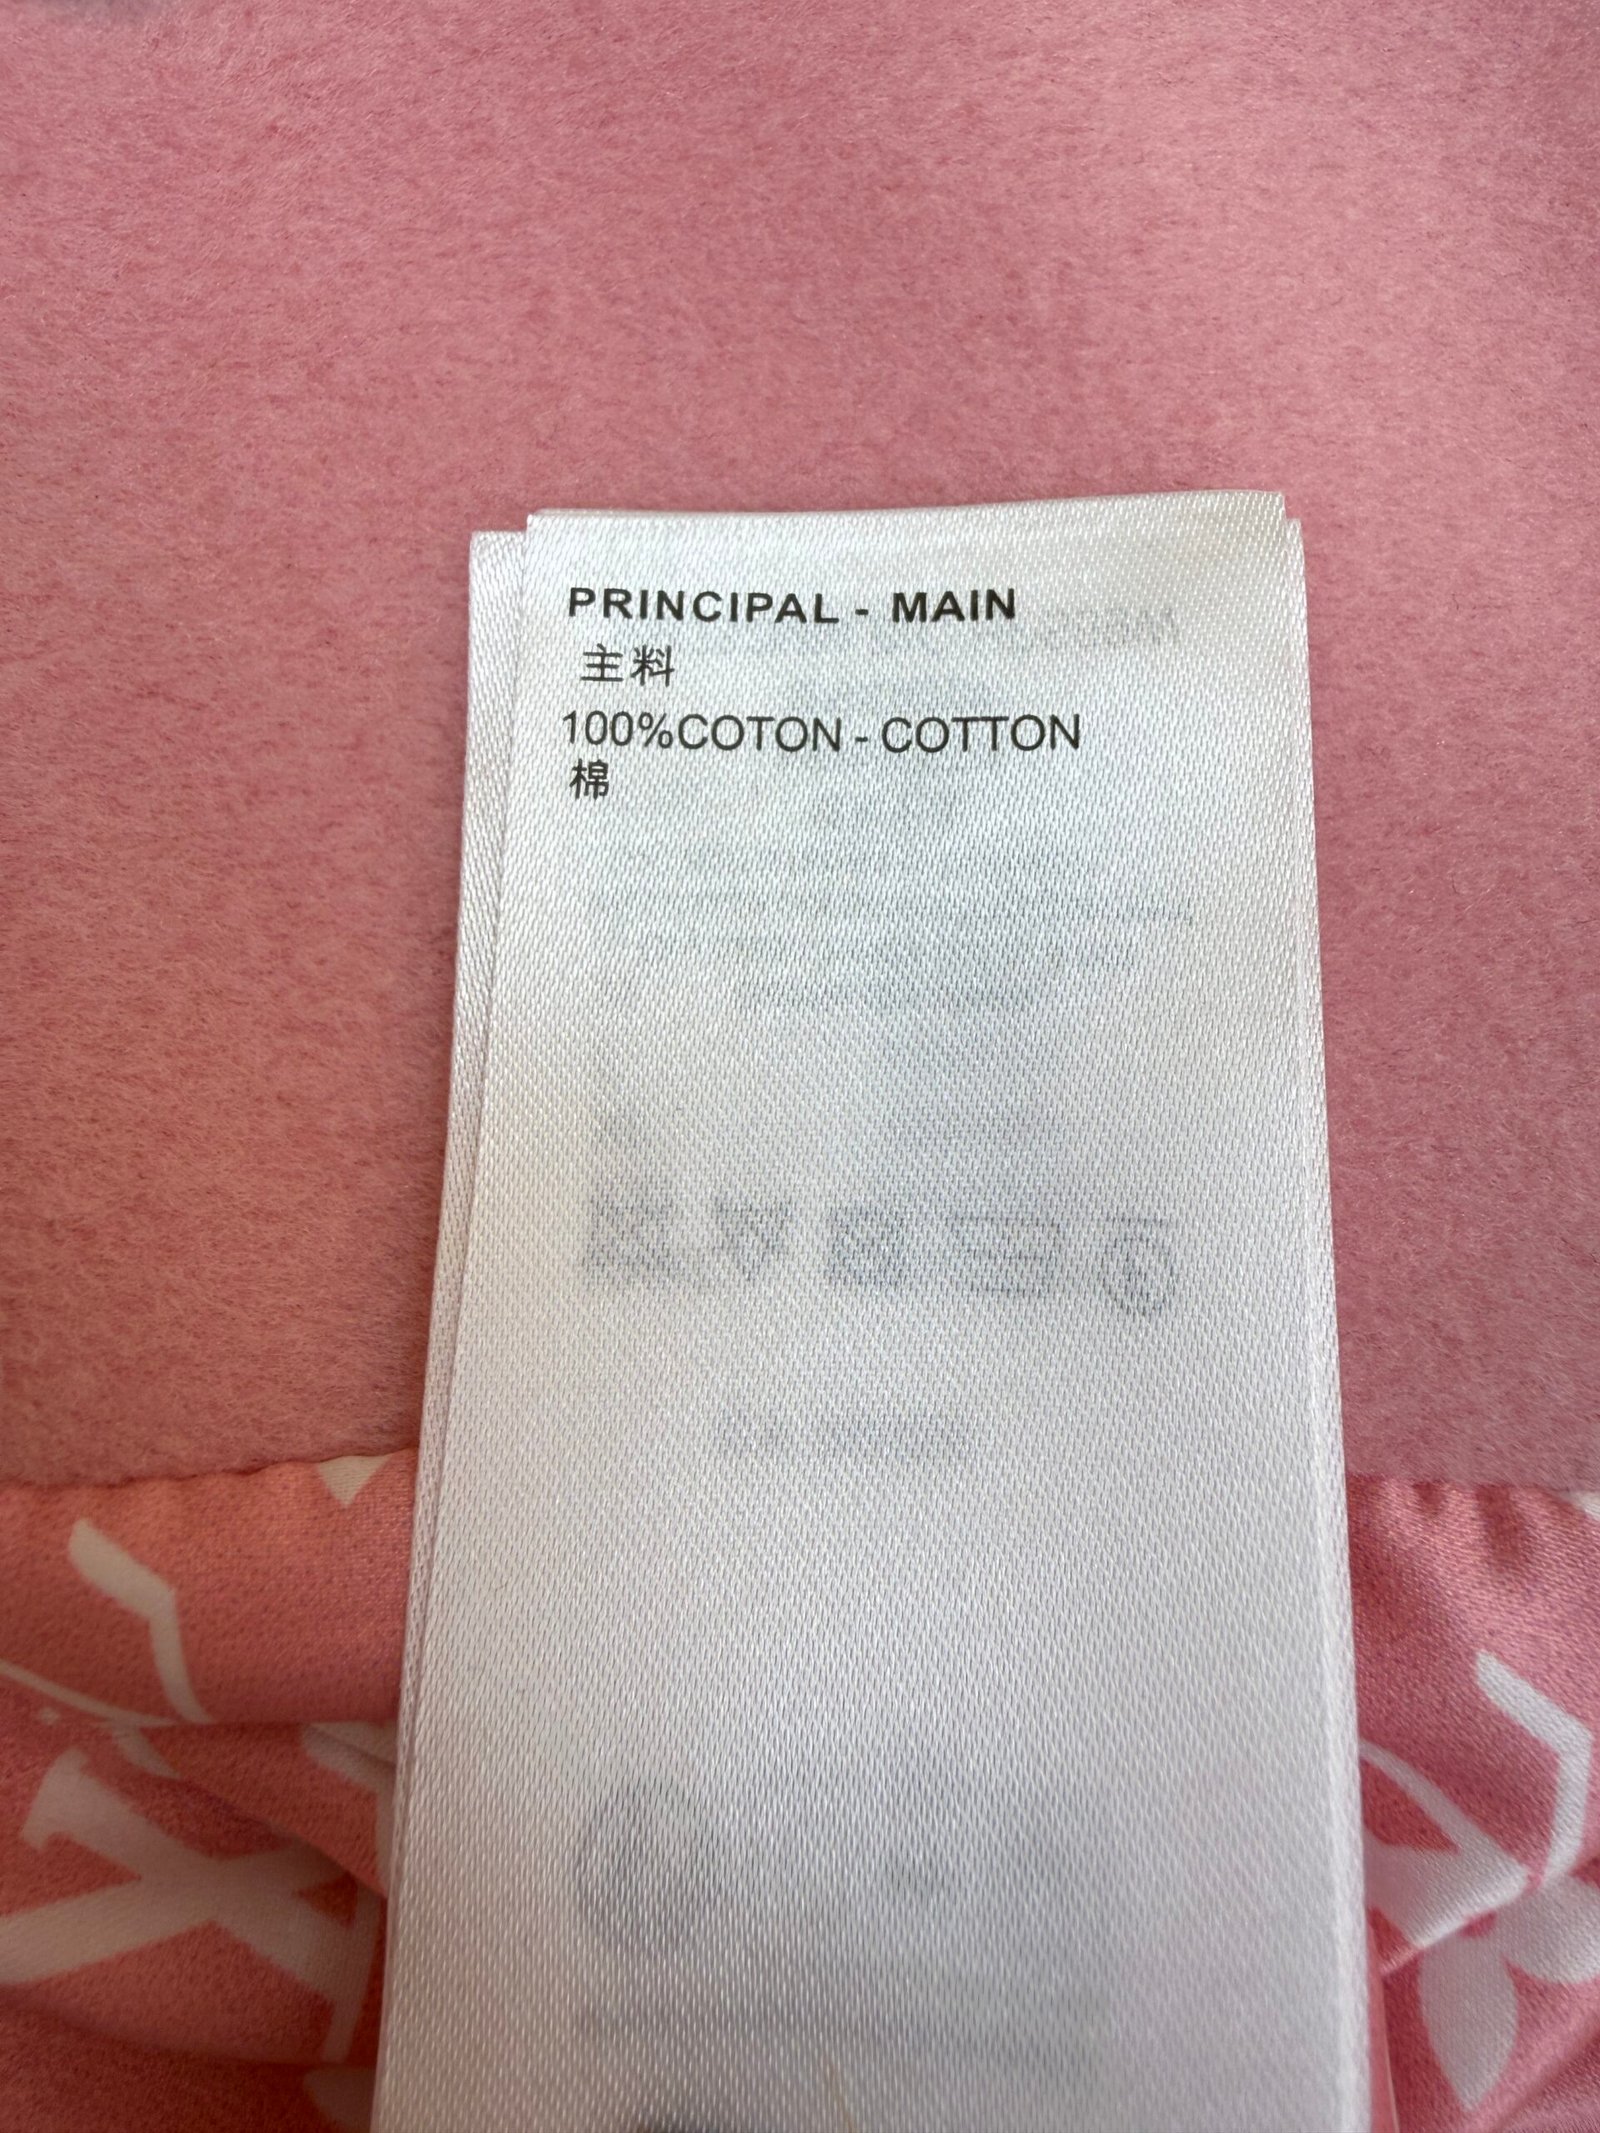 PRINCIPAL - MAIN
主料
100%COTON - COTTON
棉